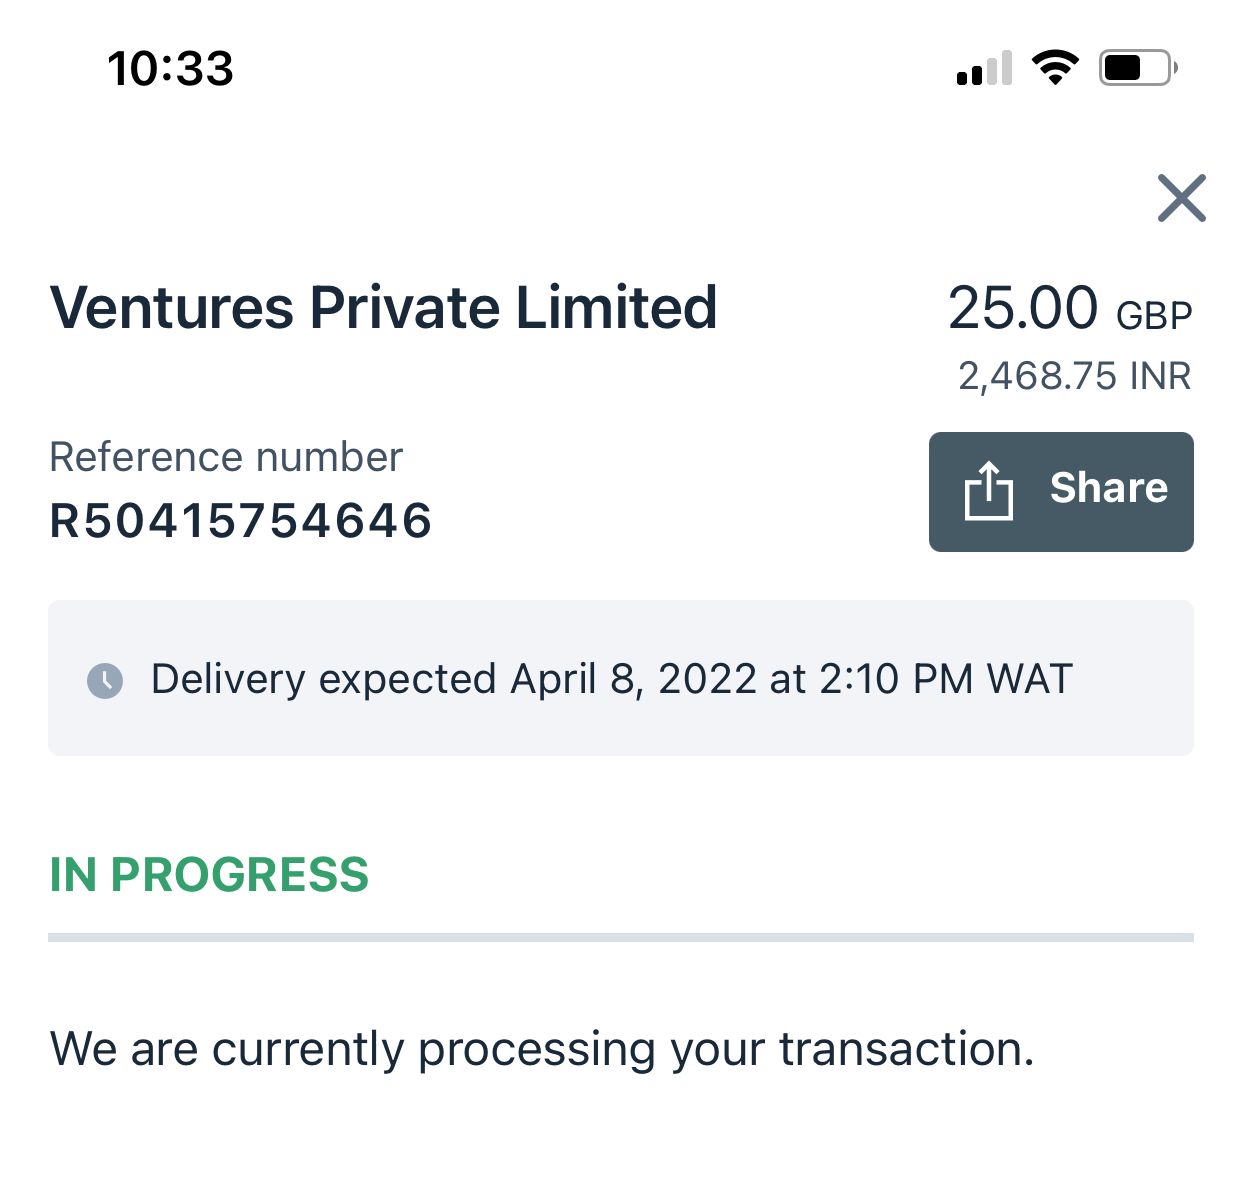 10:33
Ventures Private Limited
25.00 GBP
2,468.75 INR
Reference number
R50415754646
Share
Delivery expected April 8, 2022 at 2:10 PM WAT
IN PROGRESS
We are currently processing your transaction.